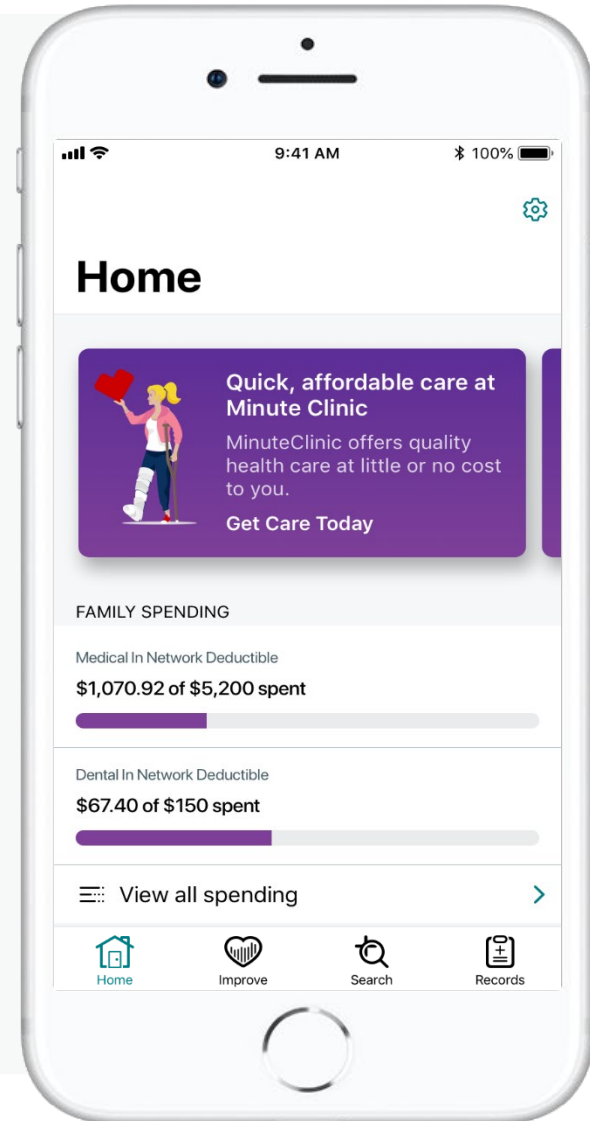 9:41 AM
100%
Home
Quick, affordable care at
Minute Clinic
MinuteClinic offers quality
health care at little or no cost
to you.
Get Care Today
FAMILY SPENDING
Medical In Network Deductible
$1,070.92 of $5,200 spent
Dental In Network Deductible
$67.40 of $150 spent
View all spending
Home
Improve
Search
Records